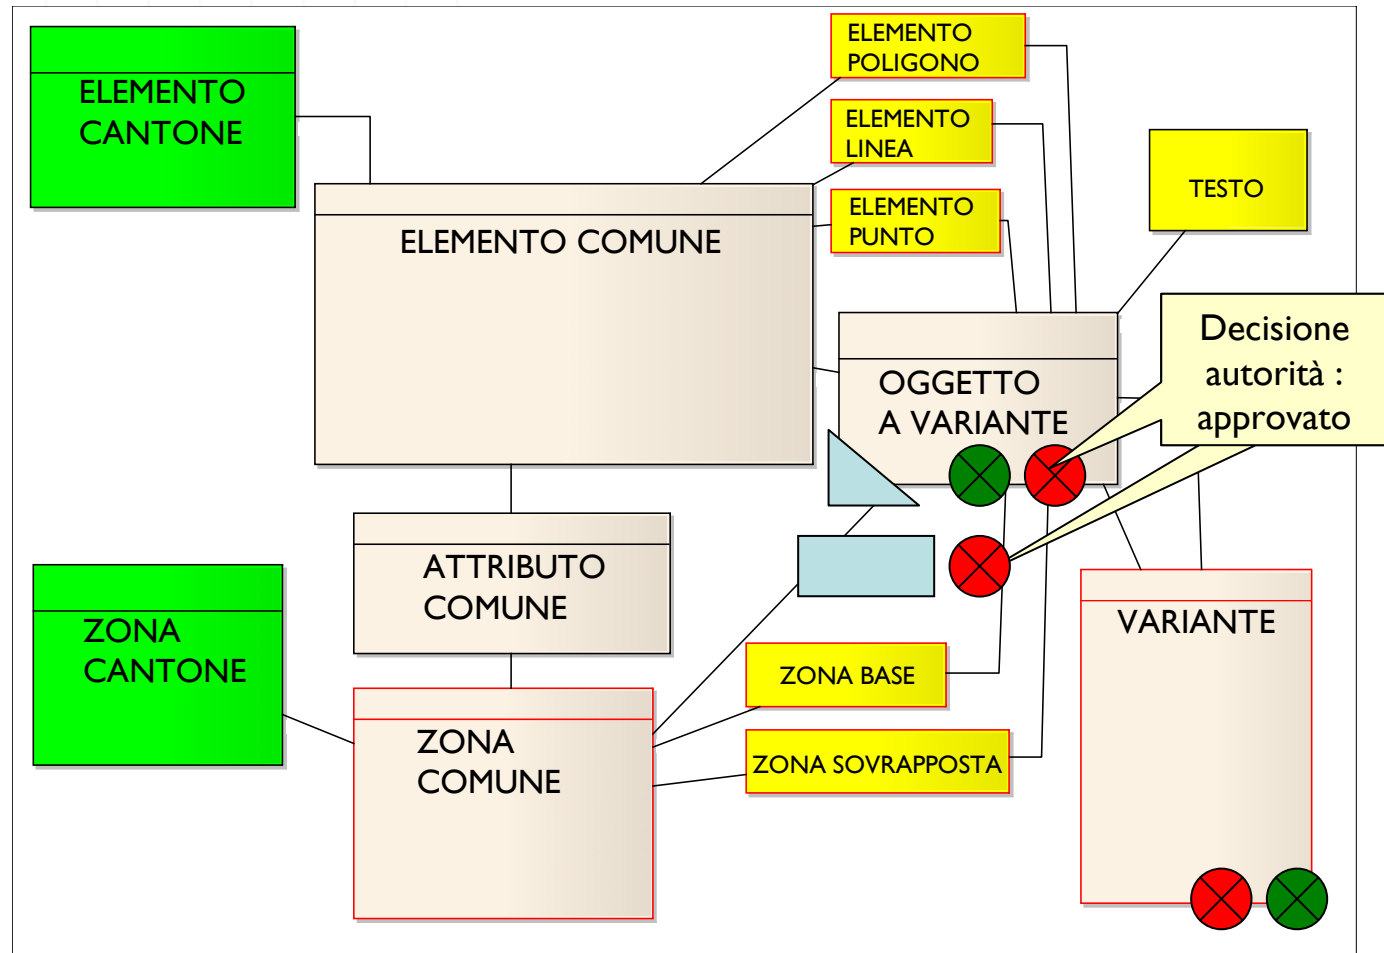 ELEMENTO
CANTONE
ELEMENTO
POLIGONO
ELEMENTO
LINEA
ELEMENTO
PUNTO
TESTO
ELEMENTO COMUNE
Decisione
autorità :
approvato
OGGETTO
A VARIANTE
ATTRIBUTO
COMUNE
ZONA
CANTONE
VARIANTE
ZONA BASE
ZONA
COMUNE
ZONA SOVRAPPOSTA